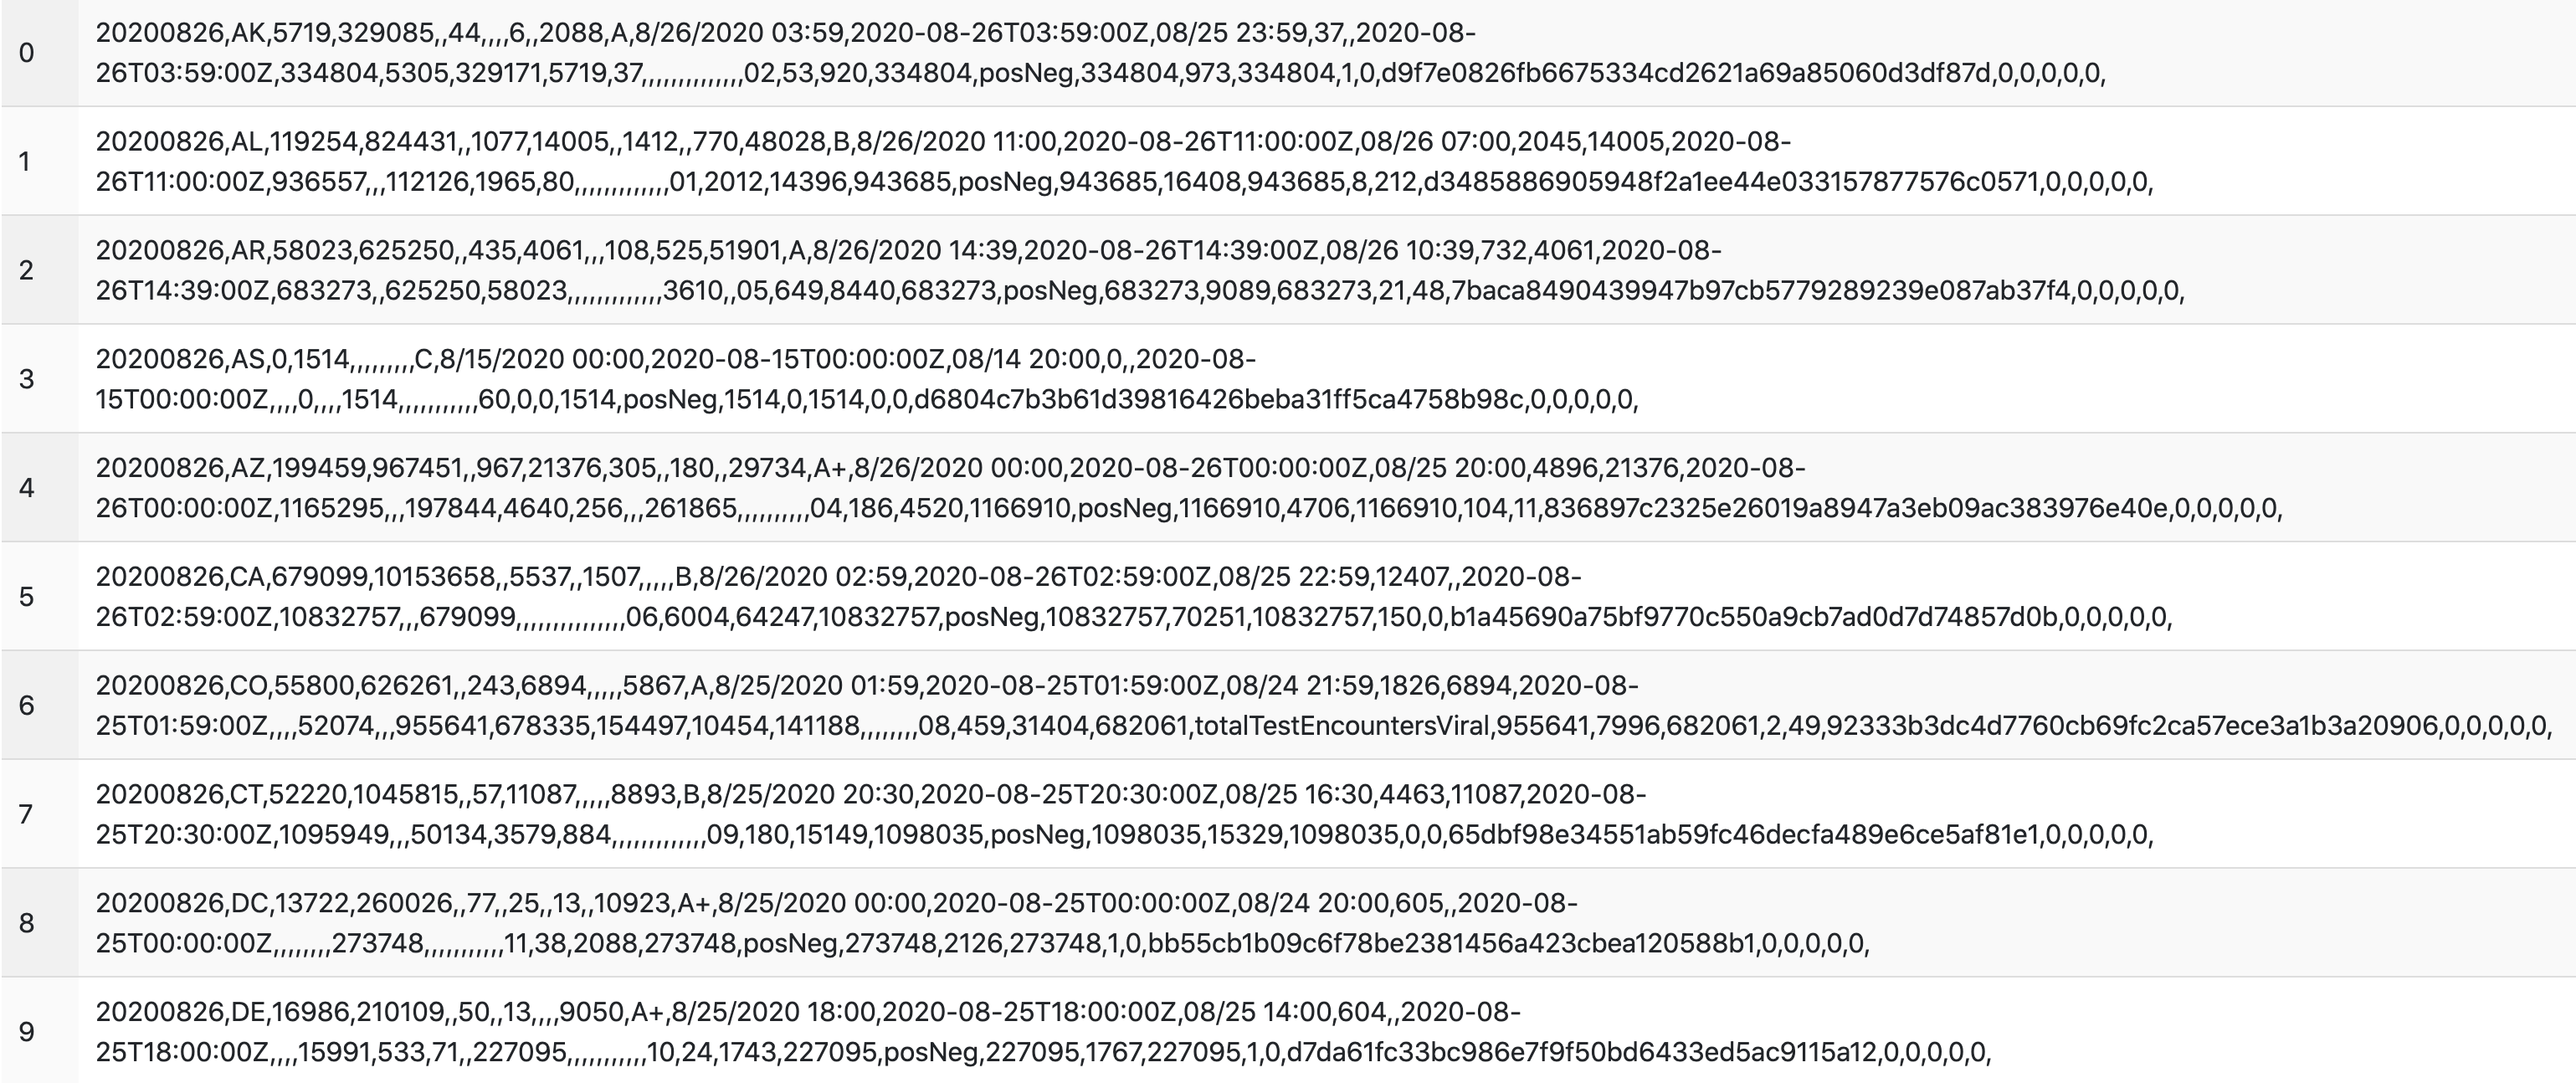 0
20200826,AK,5719,329085,,44,,,,6,,2088,A,8/26/2020 03:59,2020-08-26T03:59:00Z,08/25 23:59,37,,2020-08-
26T03:59:00Z,334804,5305,329171,5719,37,,,,,,,,,,,,,,02,53,920,334804,posNeg,334804,973,334804,1,0,d9f7e0826fb6675334cd2621a69a85060d3df87d,0,0,0,0,0,
1
20200826,AL,119254,824431,,1077,14005,,1412,,770,48028,B,8/26/2020 11:00,2020-08-26T11:00:00Z,08/26 07:00,2045,14005,2020-08-
26T11:00:00Z,936557,,,112126,1965,80,,,,,,,,,,,,,01,2012,14396,943685,posNeg,943685,16408,943685,8,212,d3485886905948f2a1ee44e033157877576c0571,0,0,0,0,0,
2
20200826,AR,58023,625250,,435,4061,,,108,525,51901,A,8/26/2020 14:39,2020-08-26T14:39:00Z,08/26 10:39,732,4061,2020-08-
26T14:39:00Z,683273,,625250,58023,,,,,,,,,,,,,3610,,05,649,8440,683273,posNeg,683273,9089,683273,21,48,7baca8490439947b97cb5779289239e087ab37f4,0,0,0,0,0,
3
20200826,AS,0,1514,,,,,,,,,C,8/15/2020 00:00,2020-08-15T00:00:00Z,08/14 20:00,0,,2020-08-
15T00:00:00Z,,,,0,,,,1514,,,,,,,,,,,60,0,0,1514,posNeg,1514,0,1514,0,0,d6804c7b3b61d39816426beba31ff5ca4758b98c,0,0,0,0,0,
4
20200826,AZ,199459,967451,,967,21376,305,,180,,29734,A+,8/26/2020 00:00,2020-08-26T00:00:00Z,08/25 20:00,4896,21376,2020-08-
26T00:00:00Z,1165295,,,197844,4640,256,,,261865,,,,,,,,,,04,186,4520,1166910,posNeg,1166910,4706,1166910,104,11,836897c2325e26019a8947a3eb09ac383976e40e,0,0,0,0,0,
5
20200826,CA,679099,10153658,,5537,,1507,,,,,B,8/26/2020 02:59,2020-08-26T02:59:00Z,08/25 22:59,12407,,2020-08-
26T02:59:00Z,10832757,,,679099,,,,,,,,,,,,,,,06,6004,64247,10832757,posNeg,10832757,70251,10832757,150,0,b1a45690a75bf9770c550a9cb7ad0d7d74857d0b,0,0,0,0,0,
6
20200826,CO,55800,626261,,243,6894,,,,,5867,A,8/25/2020 01:59,2020-08-25T01:59:00Z,08/24 21:59,1826,6894,2020-08-
25T01:59:00Z,,,,52074,,,955641,678335,154497,10454,141188,,,,,,,,08,459,31404,682061,totalTestEncountersViral,955641,7996,682061,2,49,92333b3dc4d7760cb69fc2ca57ece3a1b3a20906,0,0,0,0,0,
7
20200826,CT,52220,1045815,,57,11087,,,,,8893,B,8/25/2020 20:30,2020-08-25T20:30:00Z,08/25 16:30,4463,11087,2020-08-
25T20:30:00Z,1095949,,,50134,3579,884,,,,,,,,,,,,,09,180,15149,1098035,posNeg,1098035,15329,1098035,0,0,65dbf98e34551ab59fc46decfa489e6ce5af81e1,0,0,0,0,0,
8
20200826,DC,13722,260026,,77,,25,,13,,10923,A+,8/25/2020 00:00,2020-08-25T00:00:00Z,08/24 20:00,605,,2020-08-
25T00:00:00Z,,,,,,,,273748,,,,,,,,,,,11,38,2088,273748,posNeg,273748,2126,273748,1,0,bb55cb1b09c6f78be2381456a423cbea120588b1,0,0,0,0,0,
9
20200826,DE,16986,210109,,50,,13,,,,9050,A+,8/25/2020 18:00,2020-08-25T18:00:00Z,08/25 14:00,604,,2020-08-
25T18:00:00Z,,,,15991,533,71,,227095,,,,,,,,,,,10,24,1743,227095,posNeg,227095,1767,227095,1,0,d7da61fc33bc986e7f9f50bd6433ed5ac9115a12,0,0,0,0,0,